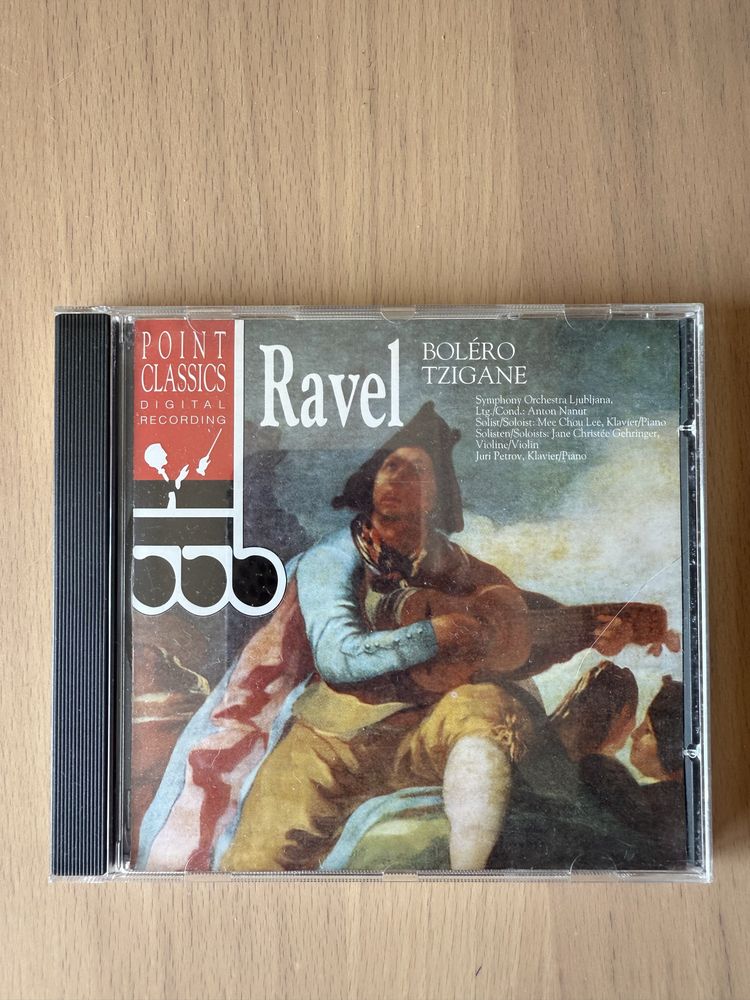 POINT
CLASSICS
DIGITAL
RECORDING
Ravel
BOLÉRO
TZIGANE
Symphony Orchestra Ljubljana,
Ltg./Cond.: Anton Nanut
Solist/Soloist: Mee Chou Lee, Klavier/Piano
Solisten/Soloists: Jane Christée Gehringer,
Violine/Violin
Juri Petrov, Klavier/Piano